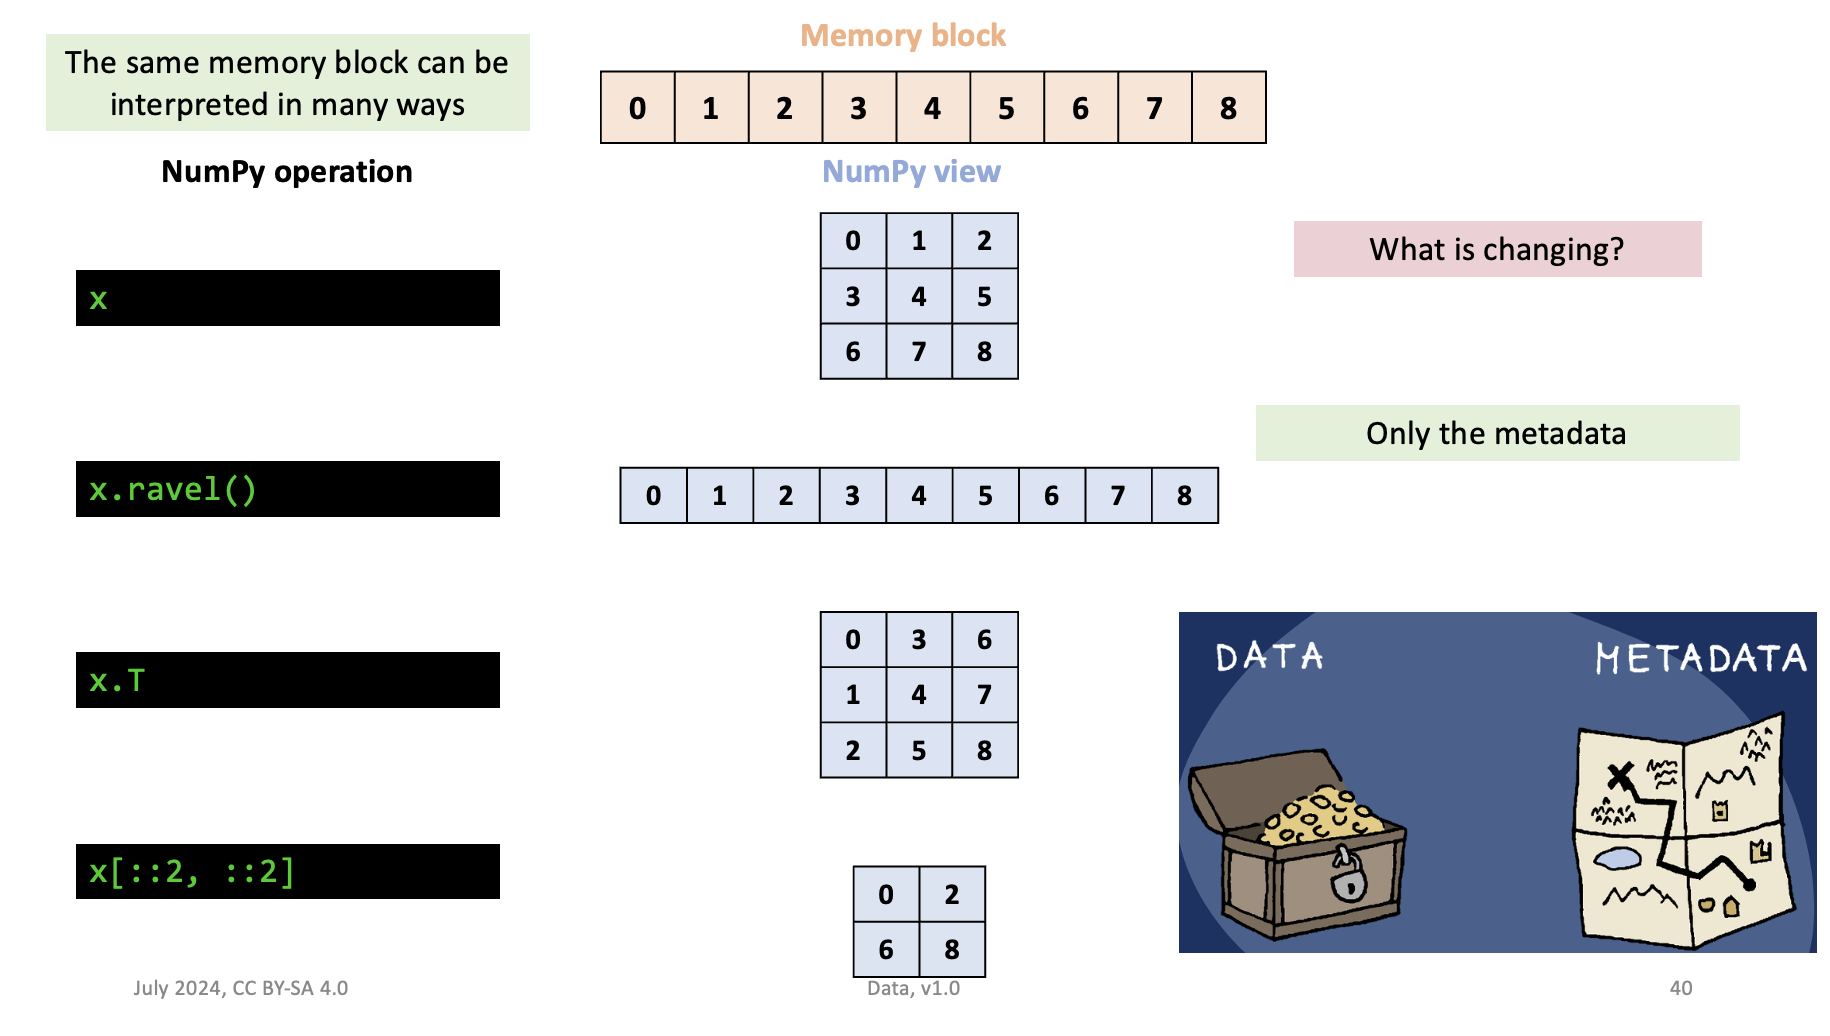 The same memory block can be
interpreted in many ways
Memory block
0 1 2 3 4 5 6 7 8
NumPy operation
NumPy view
x
0 1 2
3 4 5
6 7 8
What is changing?
Only the metadata
x.ravel()
0 1 2 3 4 5 6 7 8
x.T
0 3 6
1 4 7
2 5 8
DATA
METADATA
x[::2, ::2]
0 2
6 8
July 2024, CC BY-SA 4.0
Data, v1.0
40